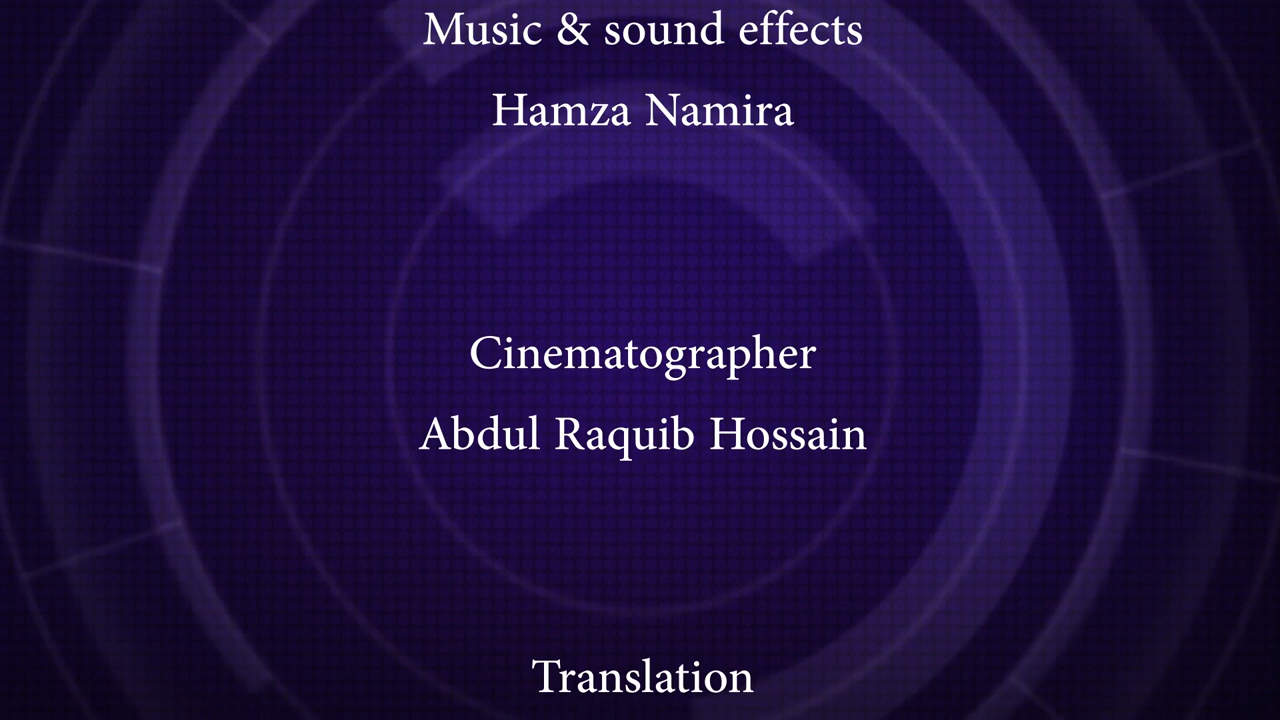 Music & sound effects
Hamza Namira
Cinematographer
Abdul Raquib Hossain
Translation